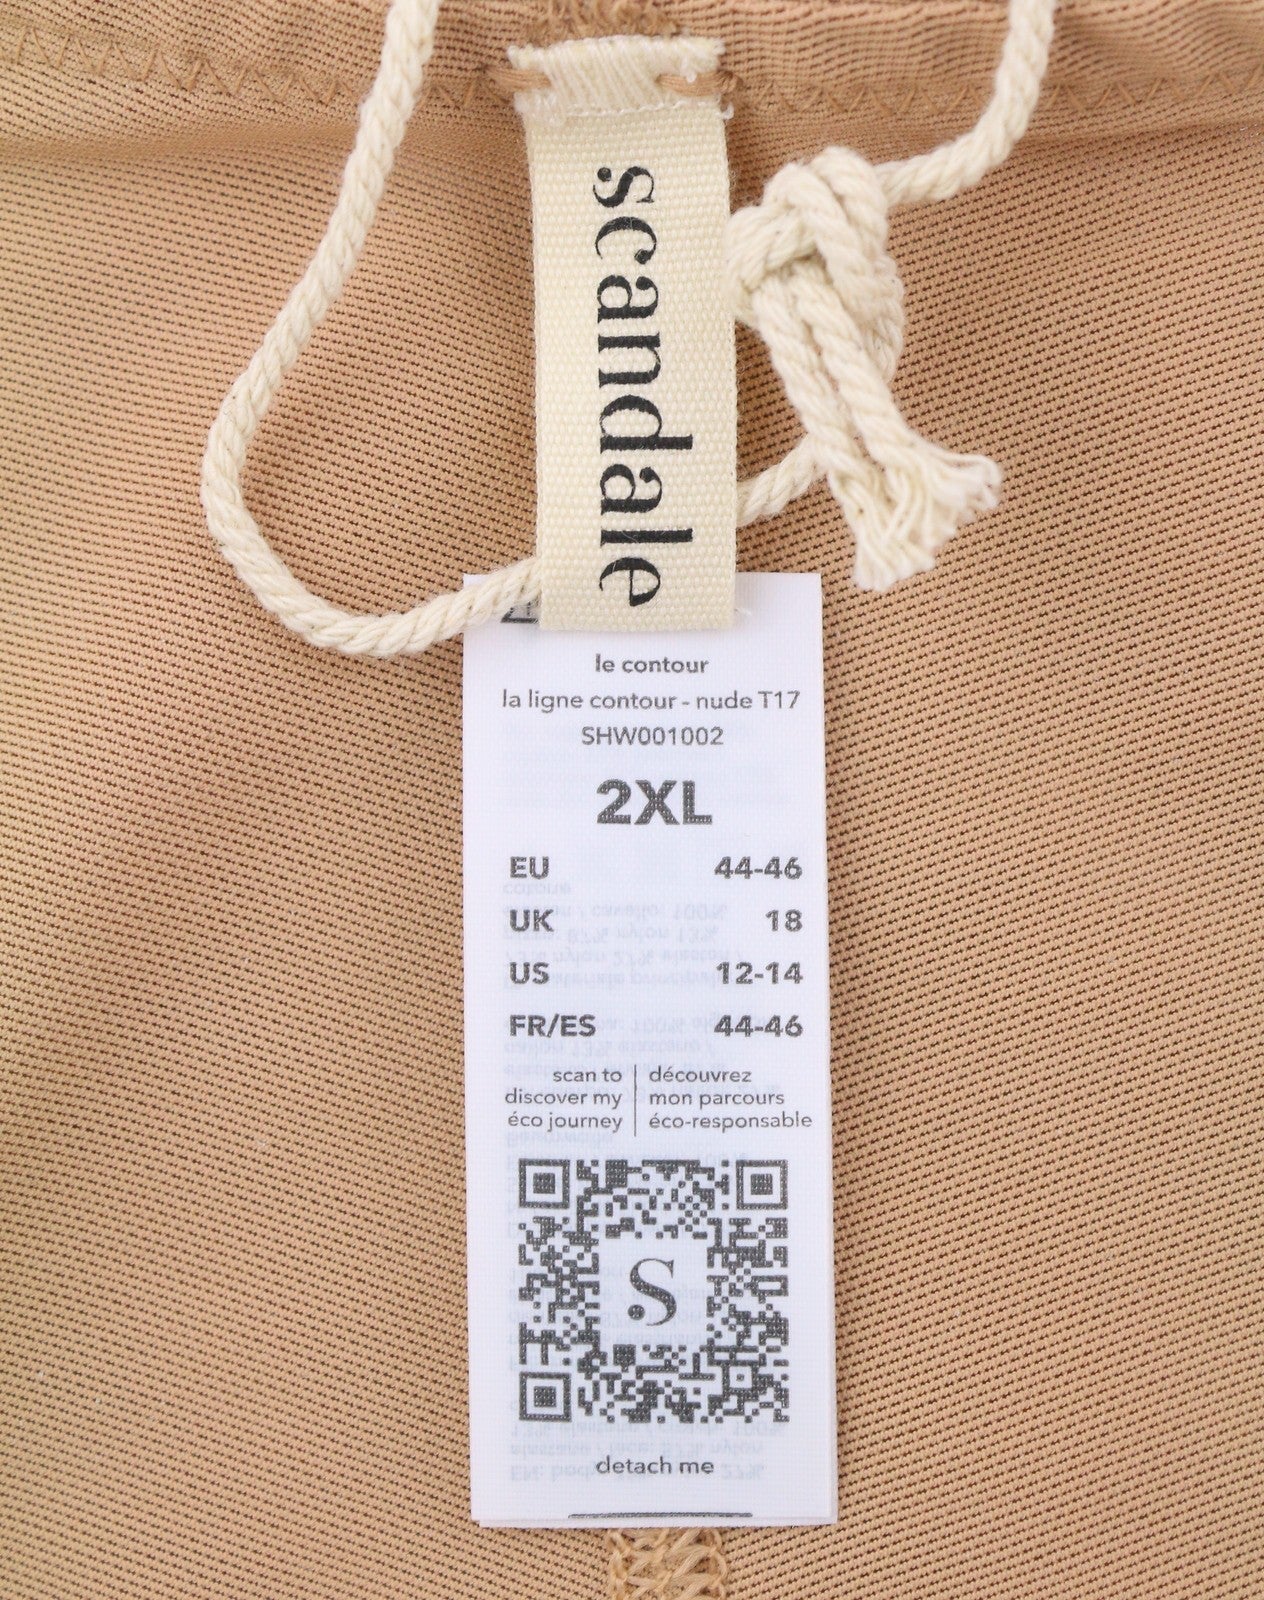 scandale
le contour
la ligne contour - nude T17
SHW001002
2XL
EU 44-46
UK 18
US 12-14
FR/ES 44-46
scan to
discover my
éco journey
découvrez
mon parcours
éco-responsable
S
detach me